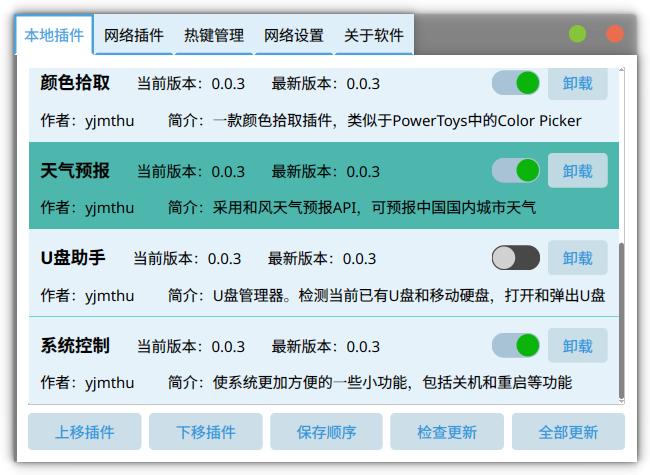 本地插件 网络插件 热键管理 网络设置 关于软件
颜色拾取 当前版本：0.0.3 最新版本：0.0.3 卸载
作者：yjmthu 简介：一款颜色拾取插件，类似于PowerToys中的Color Picker
天气预报 当前版本：0.0.3 最新版本：0.0.3 卸载
作者：yjmthu 简介：采用和风天气预报API，可预报中国国内城市天气
U盘助手 当前版本：0.0.3 最新版本：0.0.3 卸载
作者：yjmthu 简介：U盘管理器。检测当前已有U盘和移动硬盘，打开和弹出U盘
系统控制 当前版本：0.0.3 最新版本：0.0.3 卸载
作者：yjmthu 简介：使系统更加方便的一些小功能，包括关机和重启等功能
上移插件 下移插件 保存顺序 检查更新 全部更新